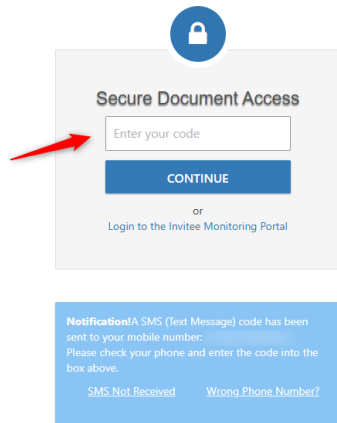 Secure Document Access
Enter your code
CONTINUE
or
Login to the Invitee Monitoring Portal
Notification!A SMS (Text Message) code has been
sent to your mobile number:
Please check your phone and enter the code into the
box above.
SMS Not Received Wrong Phone Number?